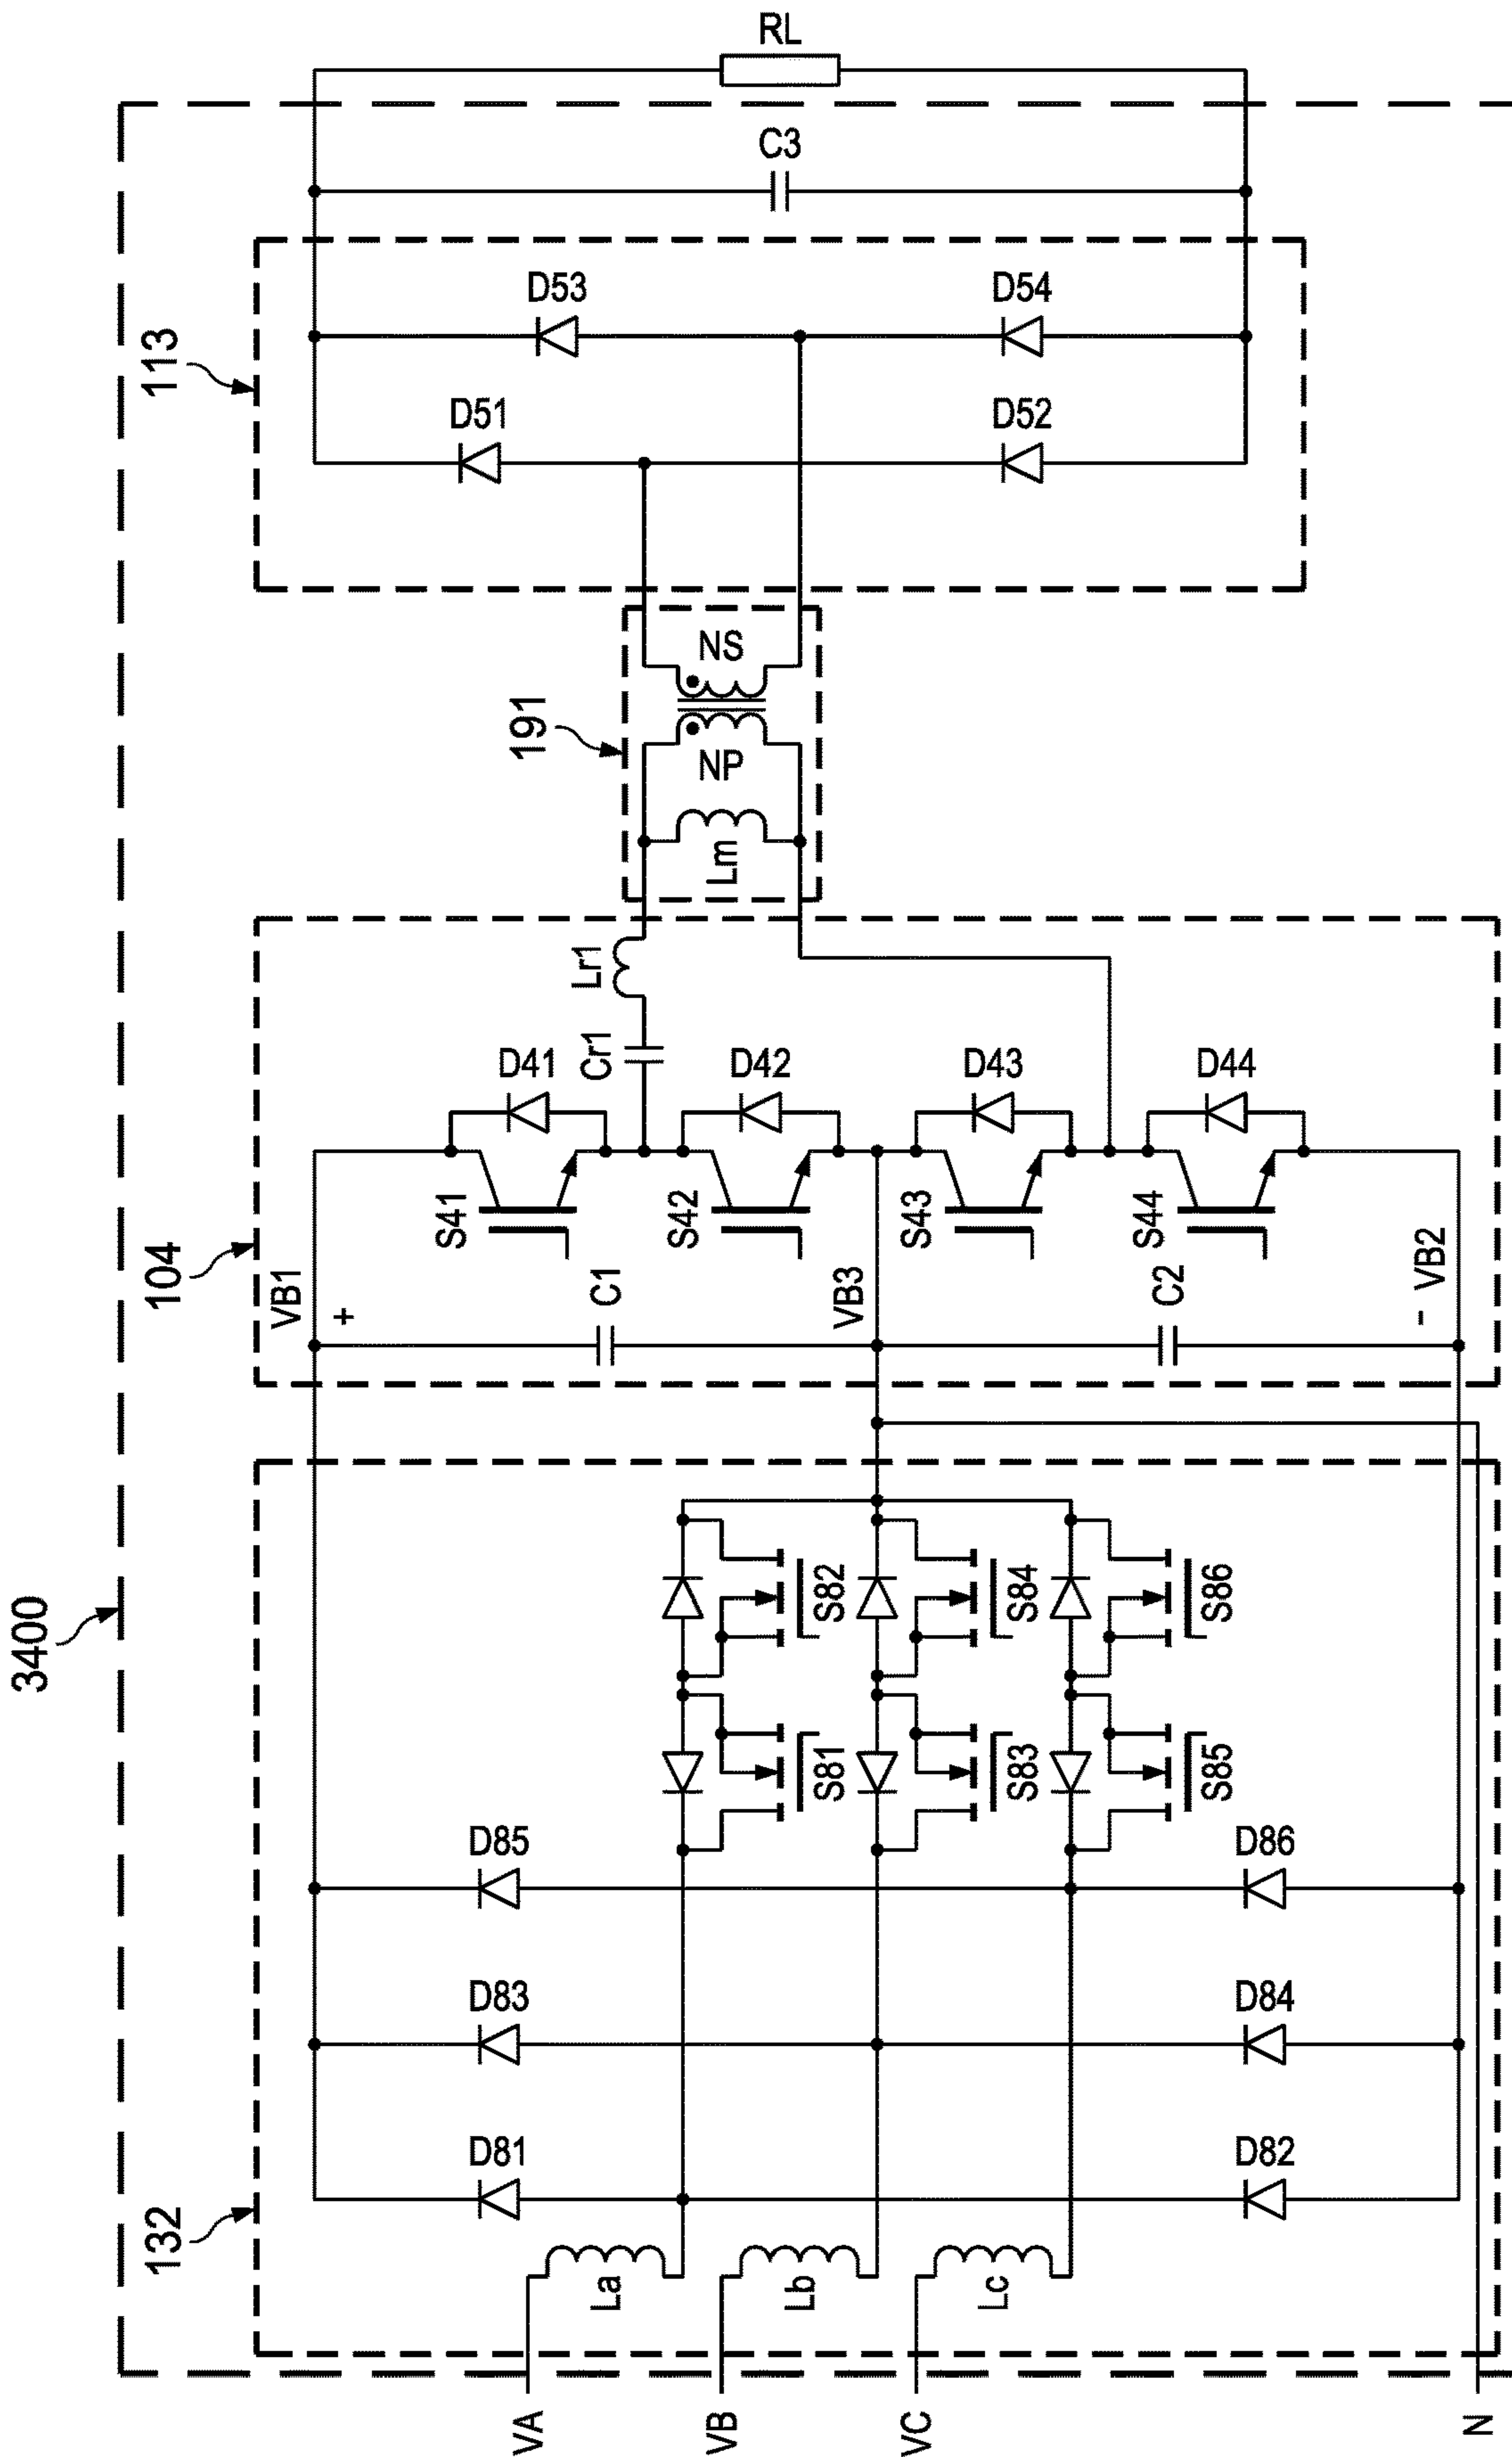 RL
C3
D53
D54
113
D51
D52
NS
191
NP
Lm
Lr1
Cr1
D41
D42
D43
D44
S41
S42
S43
S44
104
VB1
+
C1
VB3
C2
-
VB2
3400
S82
S84
S86
S81
S83
S85
D85
D86
D83
D84
D81
D82
132
La
Lb
Lc
VA
VB
VC
N